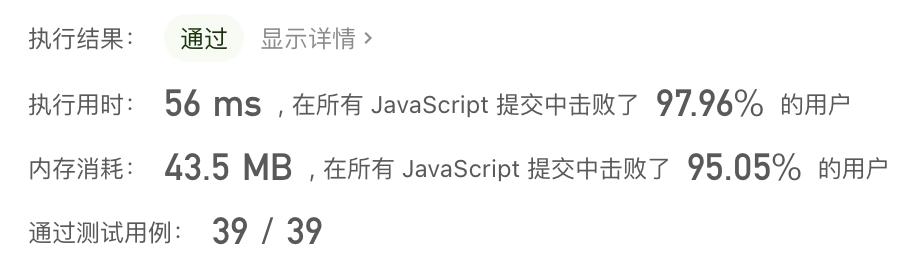 执行结果： 通过 显示详情 >
执行用时： 56 ms , 在所有 JavaScript 提交中击败了 97.96% 的用户
内存消耗： 43.5 MB , 在所有 JavaScript 提交中击败了 95.05% 的用户
通过测试用例： 39 / 39